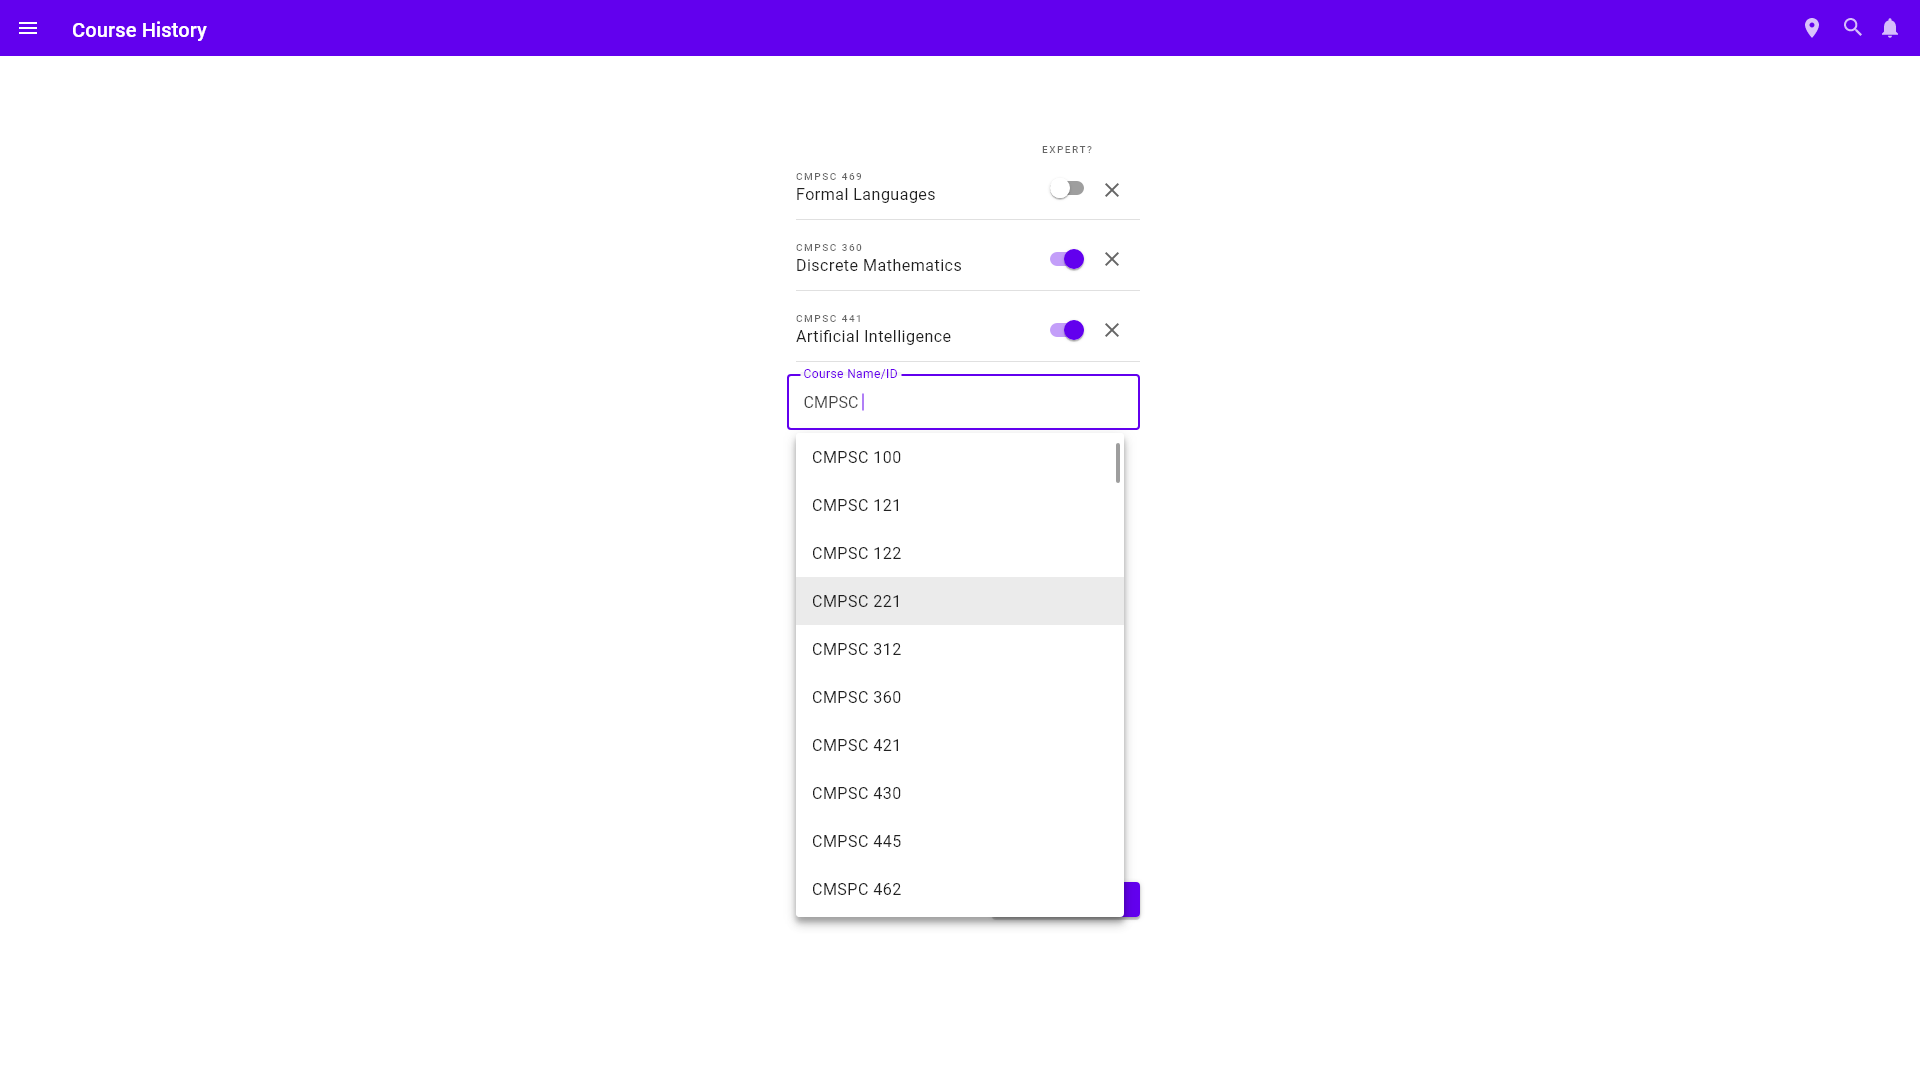 Course History
EXPERT?
CMPSC 469
Formal Languages
CMPSC 360
Discrete Mathematics
CMPSC 441
Artificial Intelligence
Course Name/ID
CMPSC
CMPSC 100
CMPSC 121
CMPSC 122
CMPSC 221
CMPSC 312
CMPSC 360
CMPSC 421
CMPSC 430
CMPSC 445
CMSPC 462